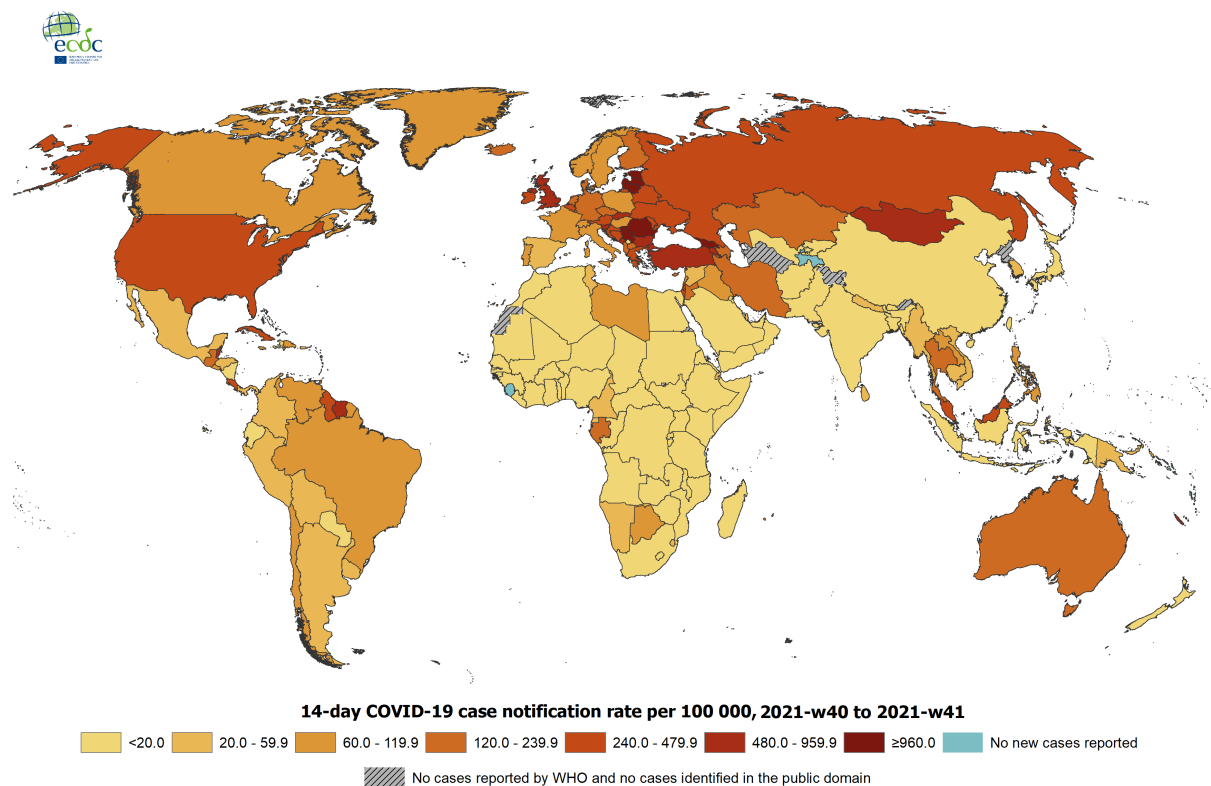 ecdc
14-day COVID-19 case notification rate per 100 000, 2021-w40 to 2021-w41
<20.0 20.0 - 59.9 60.0 - 119.9 120.0 - 239.9 240.0 - 479.9 480.0 - 959.9 ≥960.0 No new cases reported
No cases reported by WHO and no cases identified in the public domain